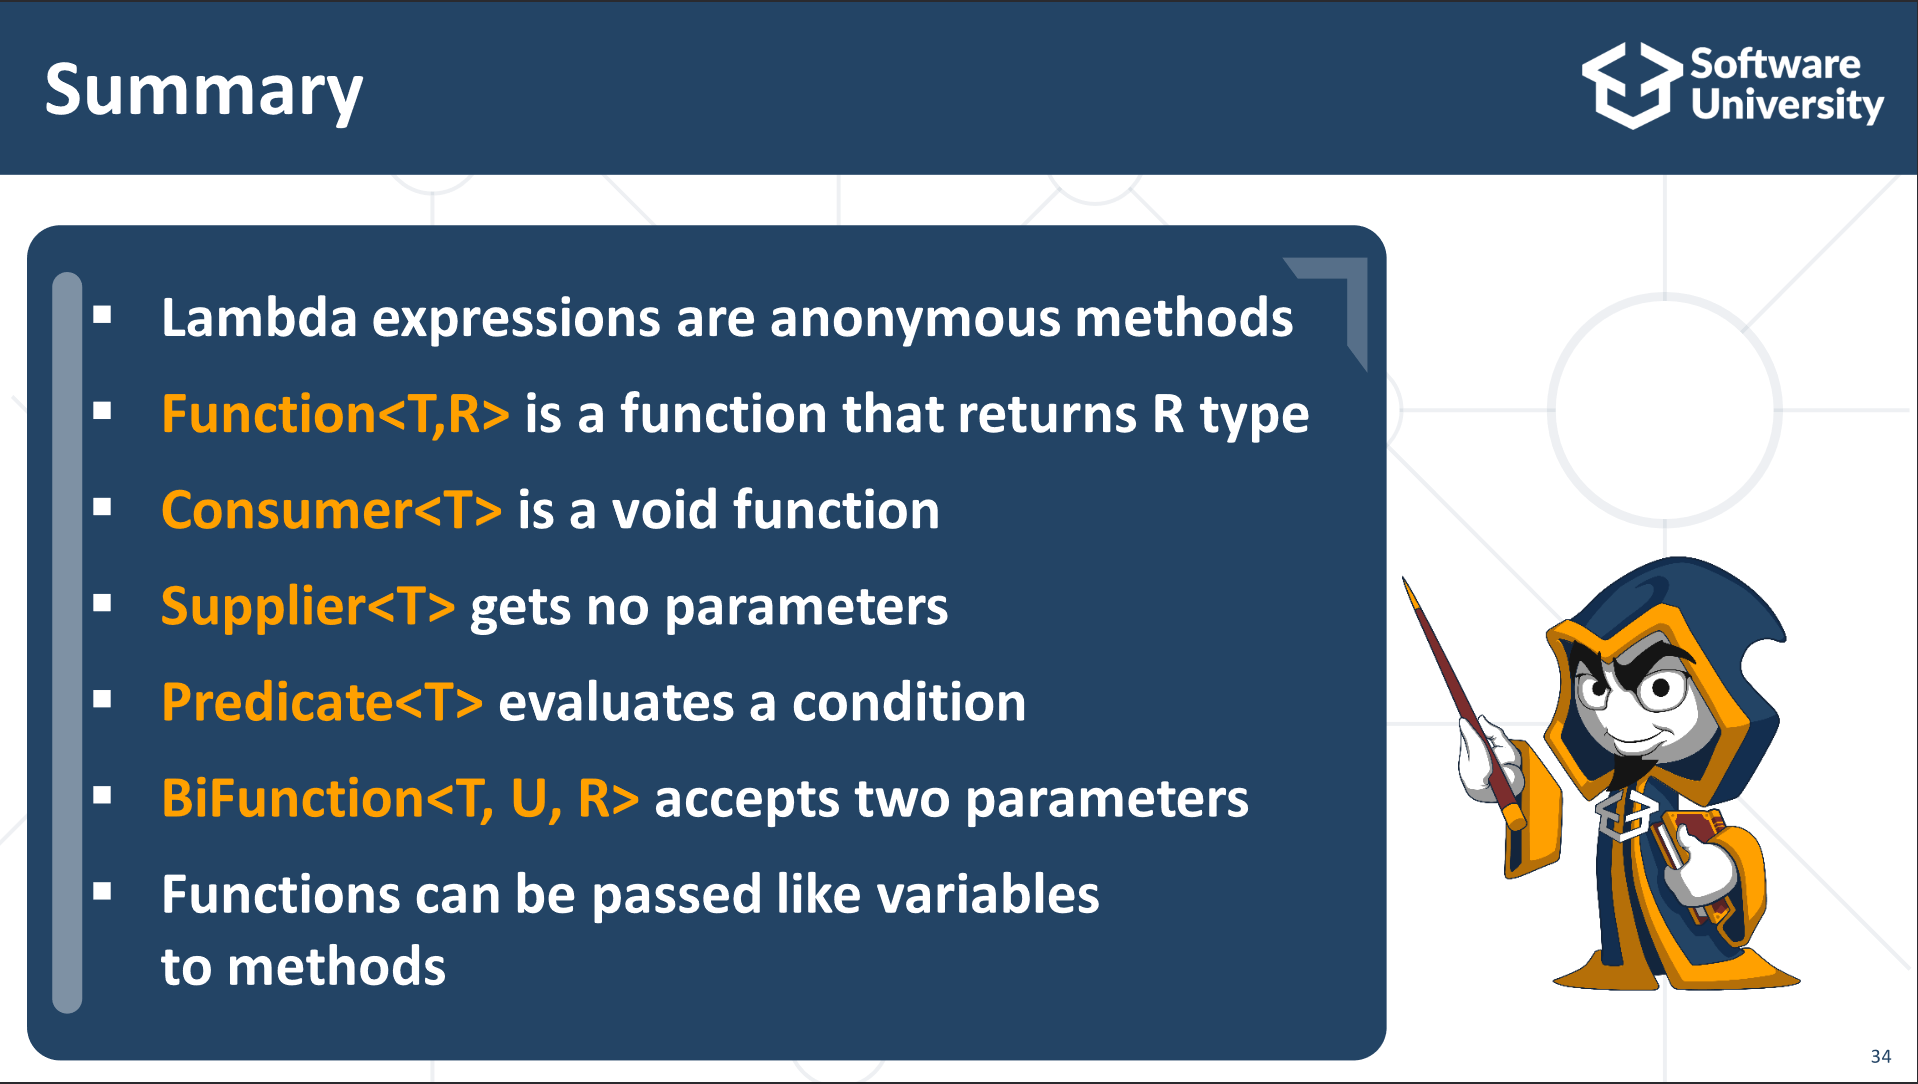 Summary
Software
University
▪ Lambda expressions are anonymous methods
▪ Function<T,R> is a function that returns R type
▪ Consumer<T> is a void function
▪ Supplier<T> gets no parameters
▪ Predicate<T> evaluates a condition
▪ BiFunction<T, U, R> accepts two parameters
▪ Functions can be passed like variables
to methods
34